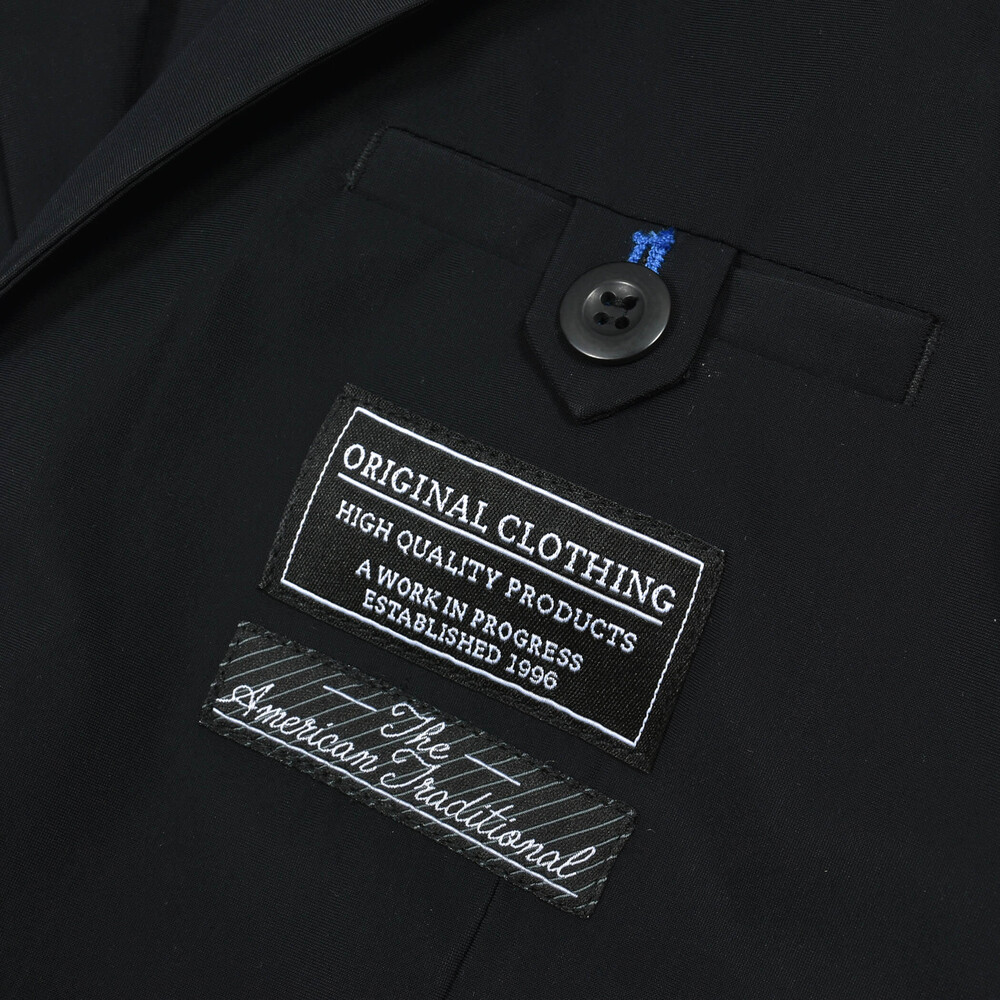 ORIGINAL CLOTHING
HIGH QUALITY PRODUCTS
A WORK IN PROGRESS
ESTABLISHED 1996
The
American Traditional